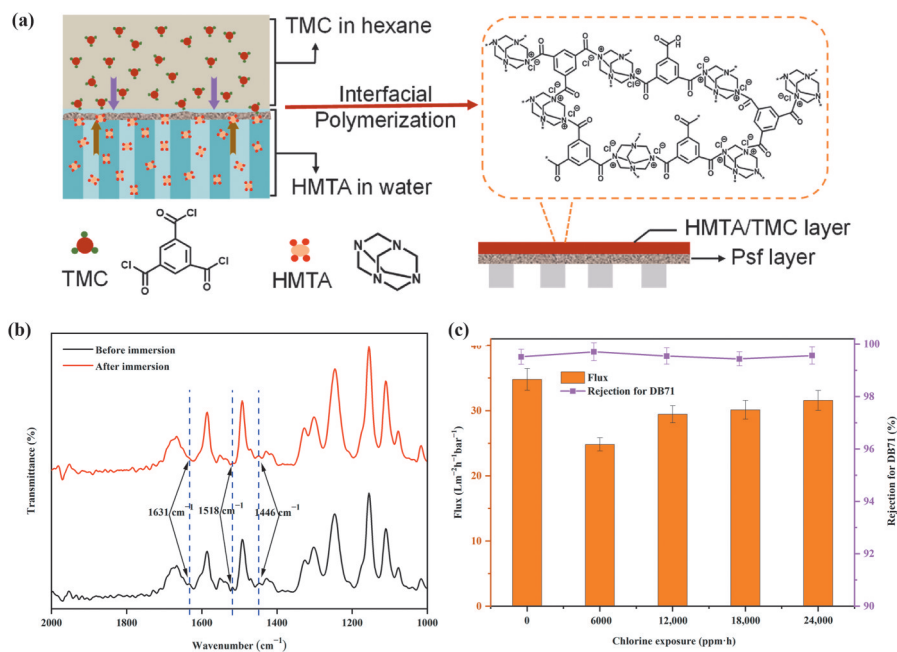 (a)
TMC in hexane
Interfacial
Polymerization
HMTA in water
TMC
HMTA
HMTA/TMC layer
Psf layer
(b)
Before immersion
After immersion
1631 cm⁻¹
1518 cm⁻¹
1446 cm⁻¹
Transmittance (%)
2000 1800 1600 1400 1200 1000
Wavenumber (cm⁻¹)
(c)
Flux
Rejection for DB71
Flux (Lm⁻²h⁻¹bar⁻¹)
40
30
20
10
0
Rejection for DB71 (%)
100
98
96
94
92
90
0 6000 12,000 18,000 24,000
Chlorine exposure (ppm·h)